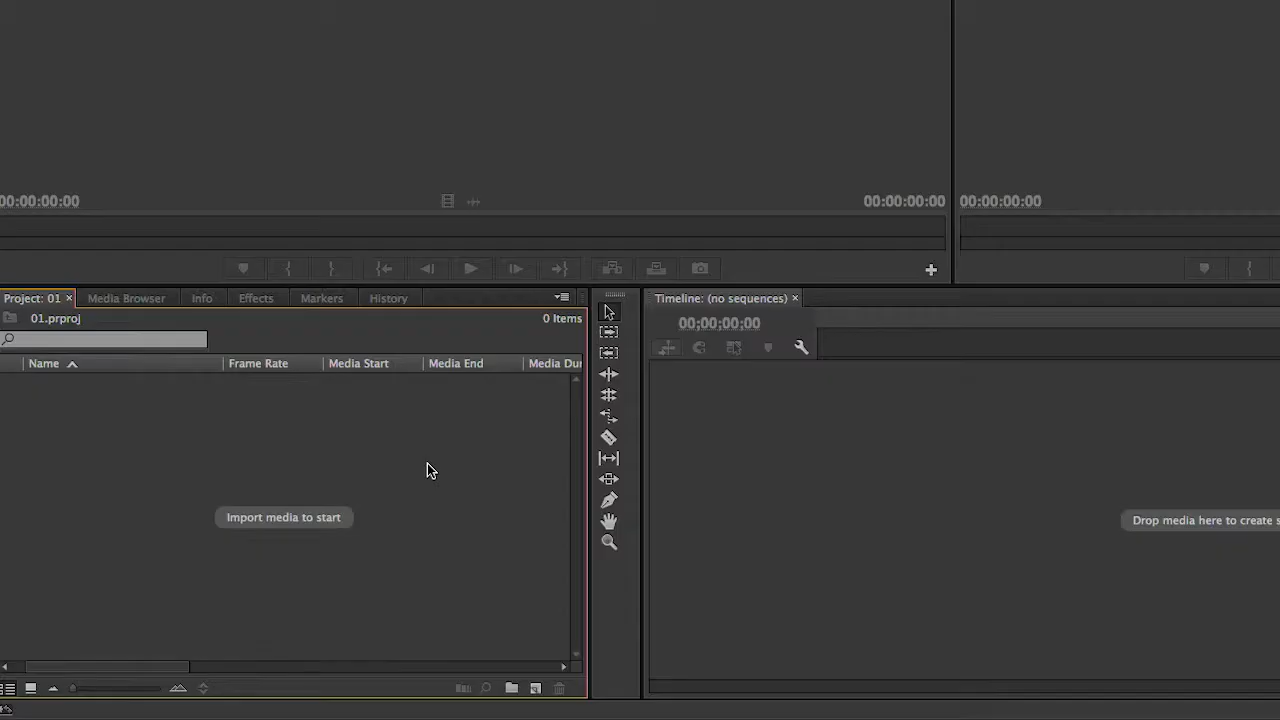 00:00:00:00
00:00:00:00 00:00:00:00
Project: 01 Media Browser Info Effects Markers History
Timeline: (no sequences)
01.prproj 0 Items
00;00;00;00
Name Frame Rate Media Start Media End Media Dur
Import media to start
Drop media here to create s